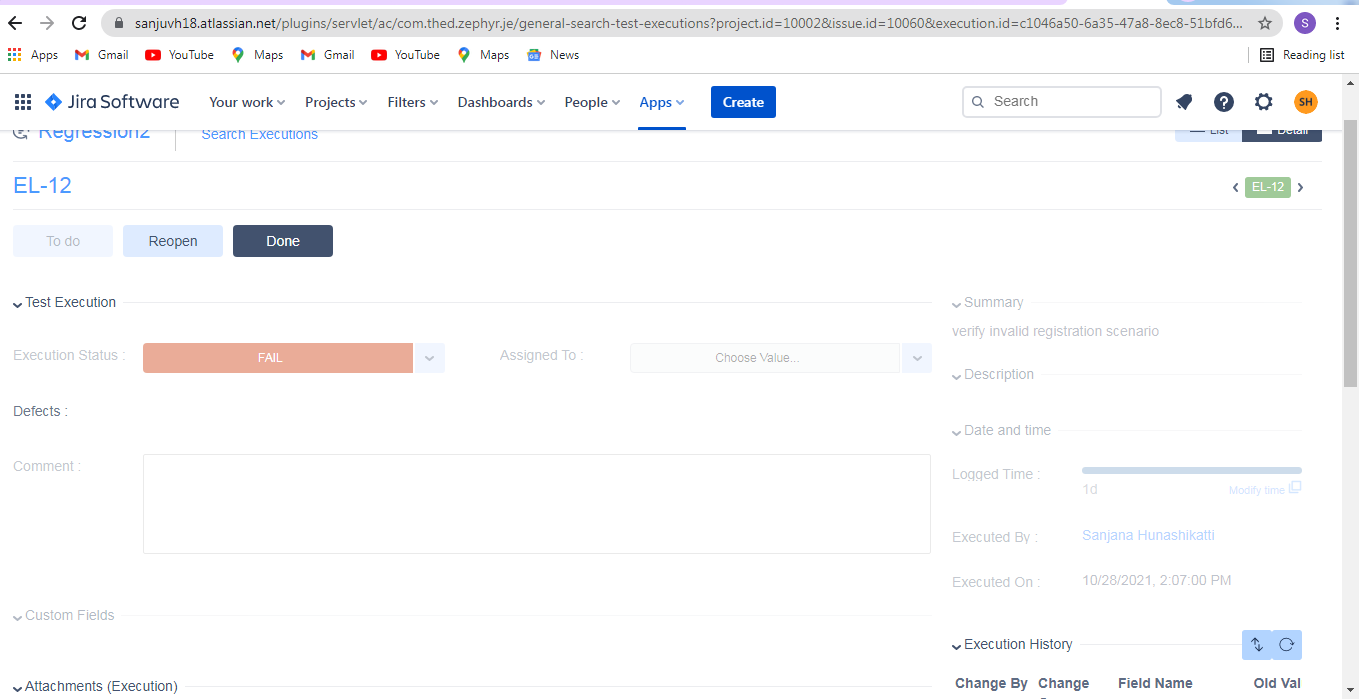 sanjuvh18.atlassian.net/plugins/servlet/ac/com.thed.zephyr.je/general-search-test-executions?project.id=10002&issue.id=10060&execution.id=c1046a50-6a35-47a8-8ec8-51bfd6...
S
Apps Gmail YouTube Maps Gmail YouTube Maps News Reading list
Jira Software Your work Projects Filters Dashboards People Apps Create Search SH
Regression2 Search Executions List Detail
EL-12 EL-12
To do Reopen Done
Test Execution
Execution Status : FAIL Assigned To : Choose Value...
Defects :
Comment :
Custom Fields
Attachments (Execution)
Summary
verify invalid registration scenario
Description
Date and time
Logged Time :
1d Modify time
Executed By : Sanjana Hunashikatti
Executed On : 10/28/2021, 2:07:00 PM
Execution History
Change By Change Field Name Old Val